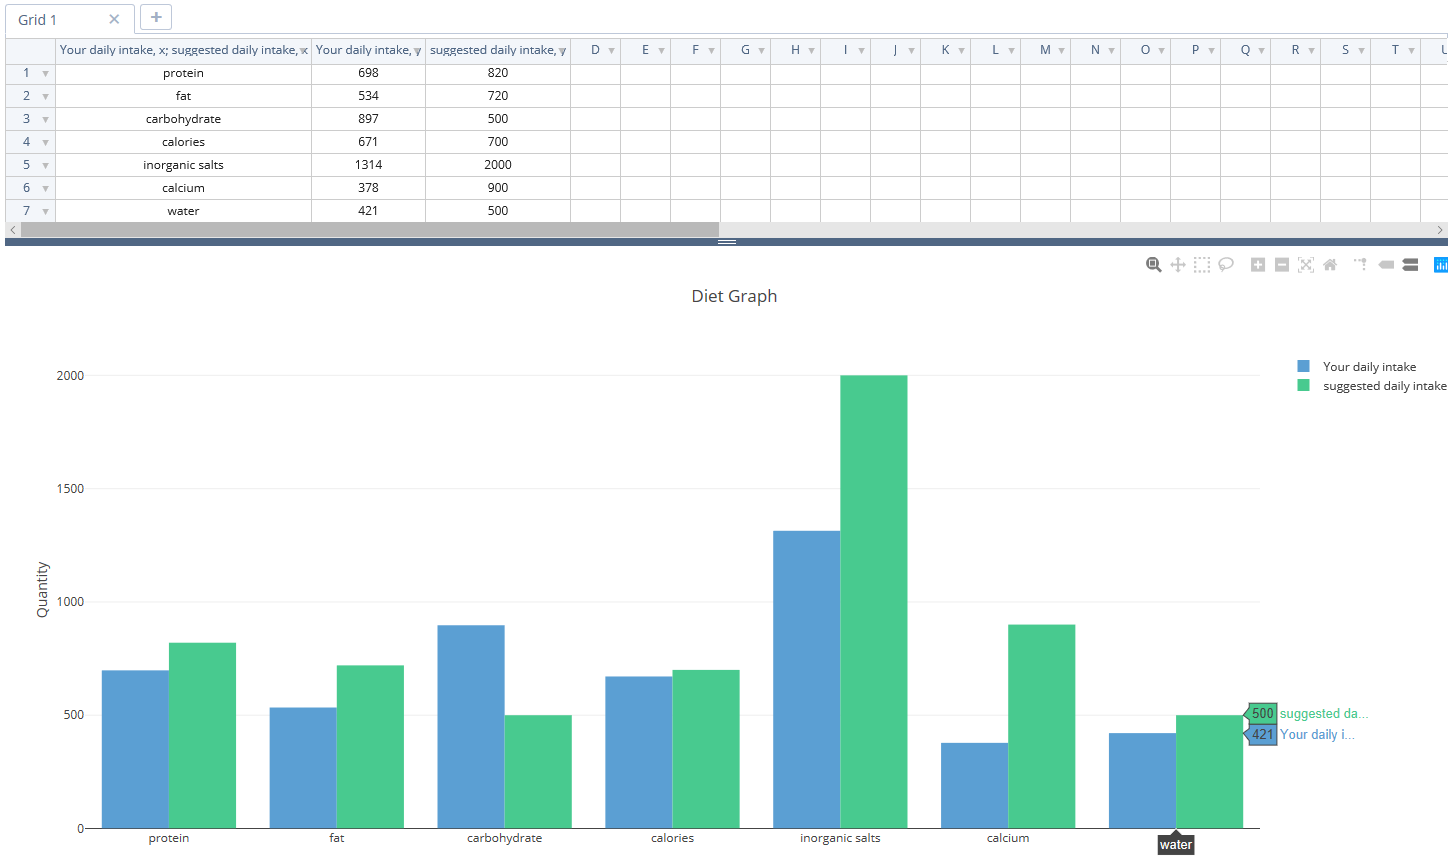 Grid 1 × +
Your daily intake, x; suggested daily intake, x Your daily intake, y suggested daily intake, y D E F G H I J K L M N O P Q R S T U
1 protein 698 820
2 fat 534 720
3 carbohydrate 897 500
4 calories 671 700
5 inorganic salts 1314 2000
6 calcium 378 900
7 water 421 500
Diet Graph
Your daily intake
suggested daily intake
2000
1500
1000
500
0
Quantity
500 suggested da...
421 Your daily i...
protein fat carbohydrate calories inorganic salts calcium water